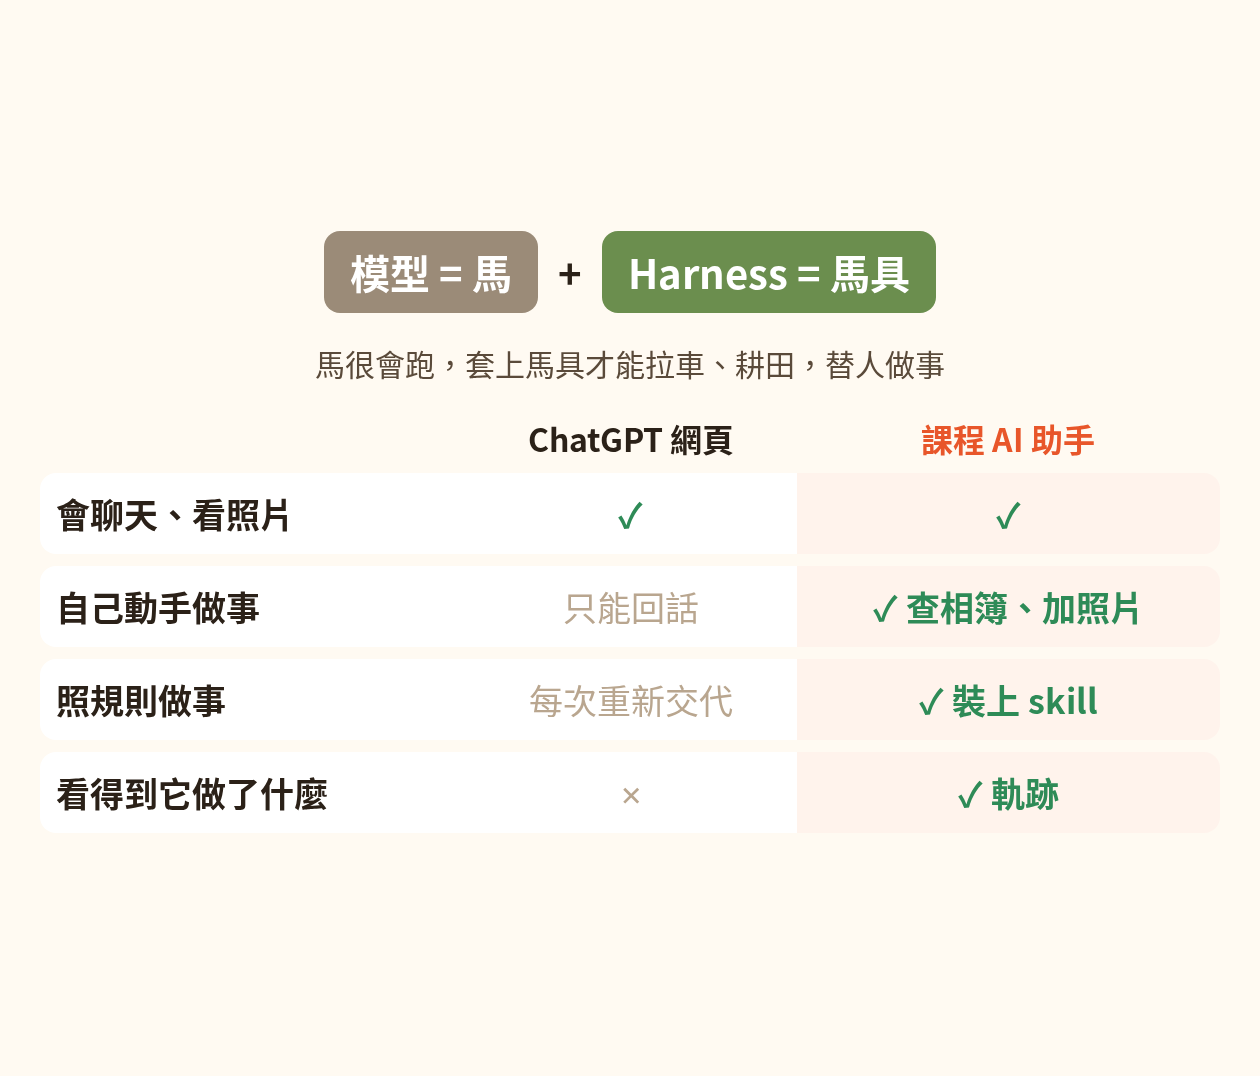 模型 = 馬 + Harness = 馬具
馬很會跑，套上馬具才能拉車、耕田，替人做事
ChatGPT 網頁 課程 AI 助手
會聊天、看照片 ✓ ✓
自己動手做事 只能回話 ✓ 查相簿、加照片
照規則做事 每次重新交代 ✓ 裝上 skill
看得到它做了什麼 × ✓ 軌跡